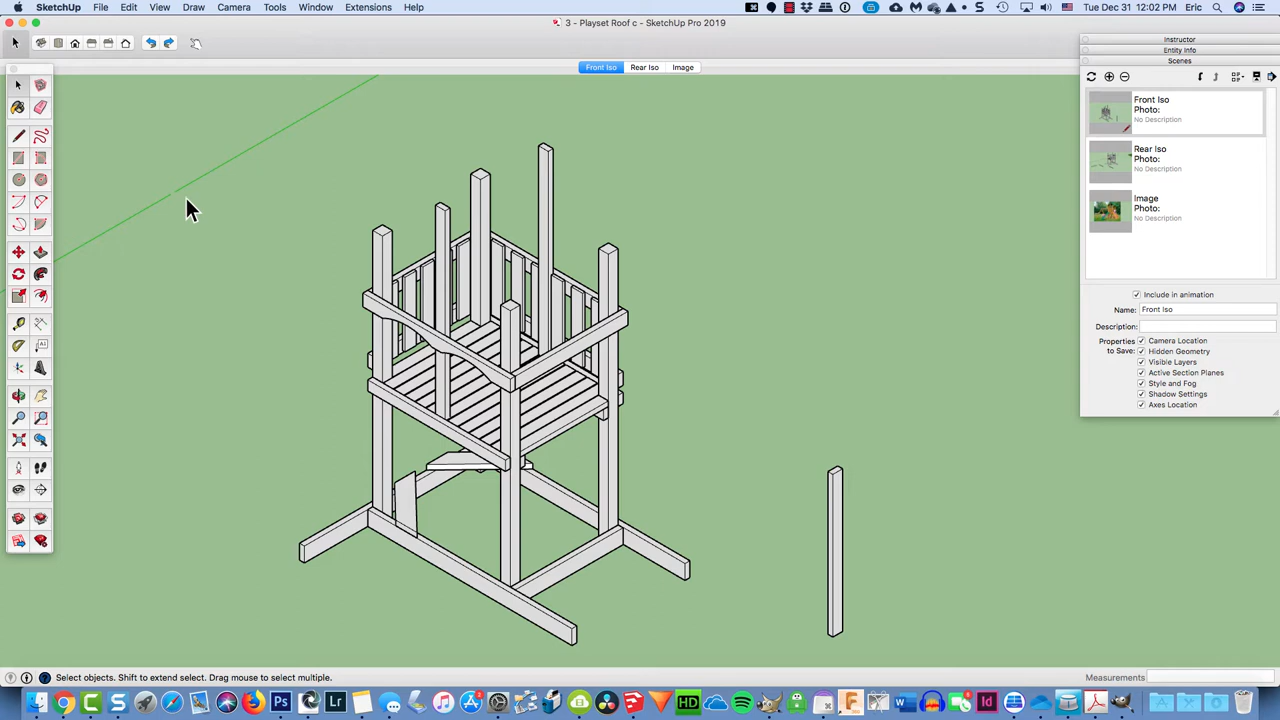 SketchUp File Edit View Draw Camera Tools Window Extensions Help
Tue Dec 31 12:02 PM Eric
3 - Playset Roof c - SketchUp Pro 2019
Front Iso Rear Iso Image
Instructor
Entity Info
Scenes
Front Iso
Photo:
No Description
Rear Iso
Photo:
No Description
Image
Photo:
No Description
Include in animation
Name: Front Iso
Description:
Properties to Save:
Camera Location
Hidden Geometry
Visible Layers
Active Section Planes
Style and Fog
Shadow Settings
Axes Location
Select objects. Shift to extend select. Drag mouse to select multiple.
Measurements